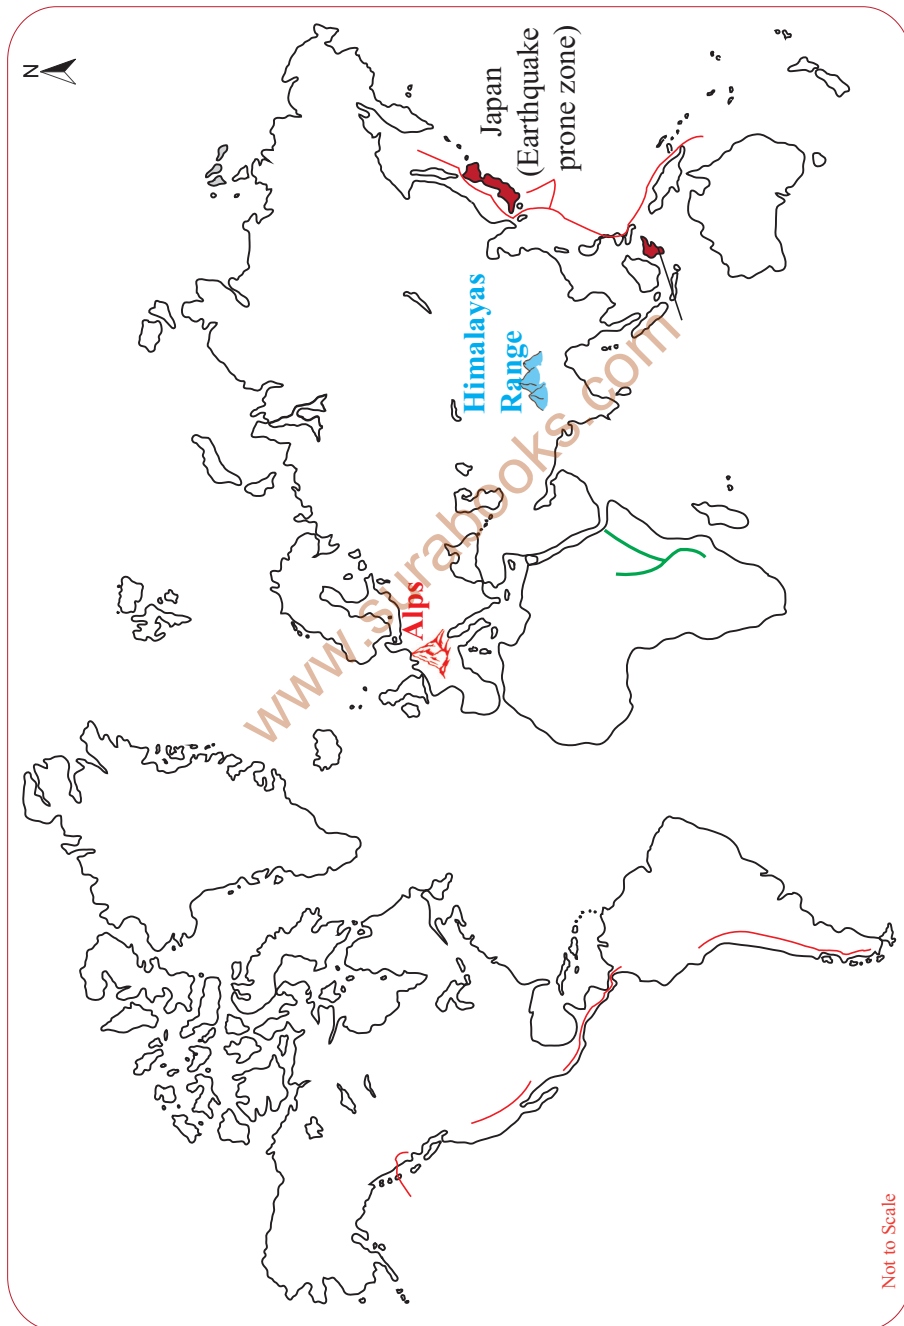 N
Japan
(Earthquake
prone zone)
Himalayas
Range
Alps
www.surabooks.com
Not to Scale